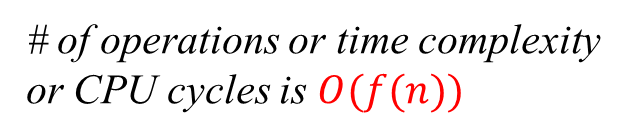 # of operations or time complexity
or CPU cycles is O(f(n))